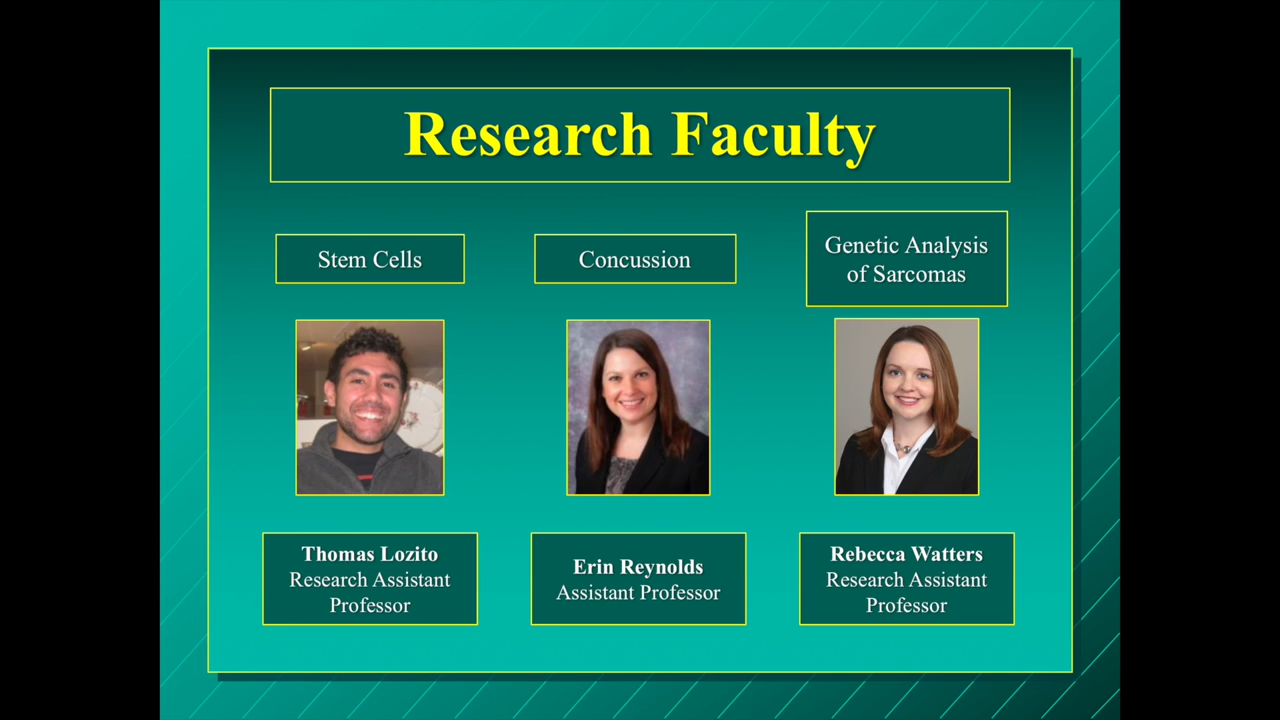 Research Faculty
Stem Cells
Concussion
Genetic Analysis
of Sarcomas
Thomas Lozito
Research Assistant
Professor
Erin Reynolds
Assistant Professor
Rebecca Watters
Research Assistant
Professor